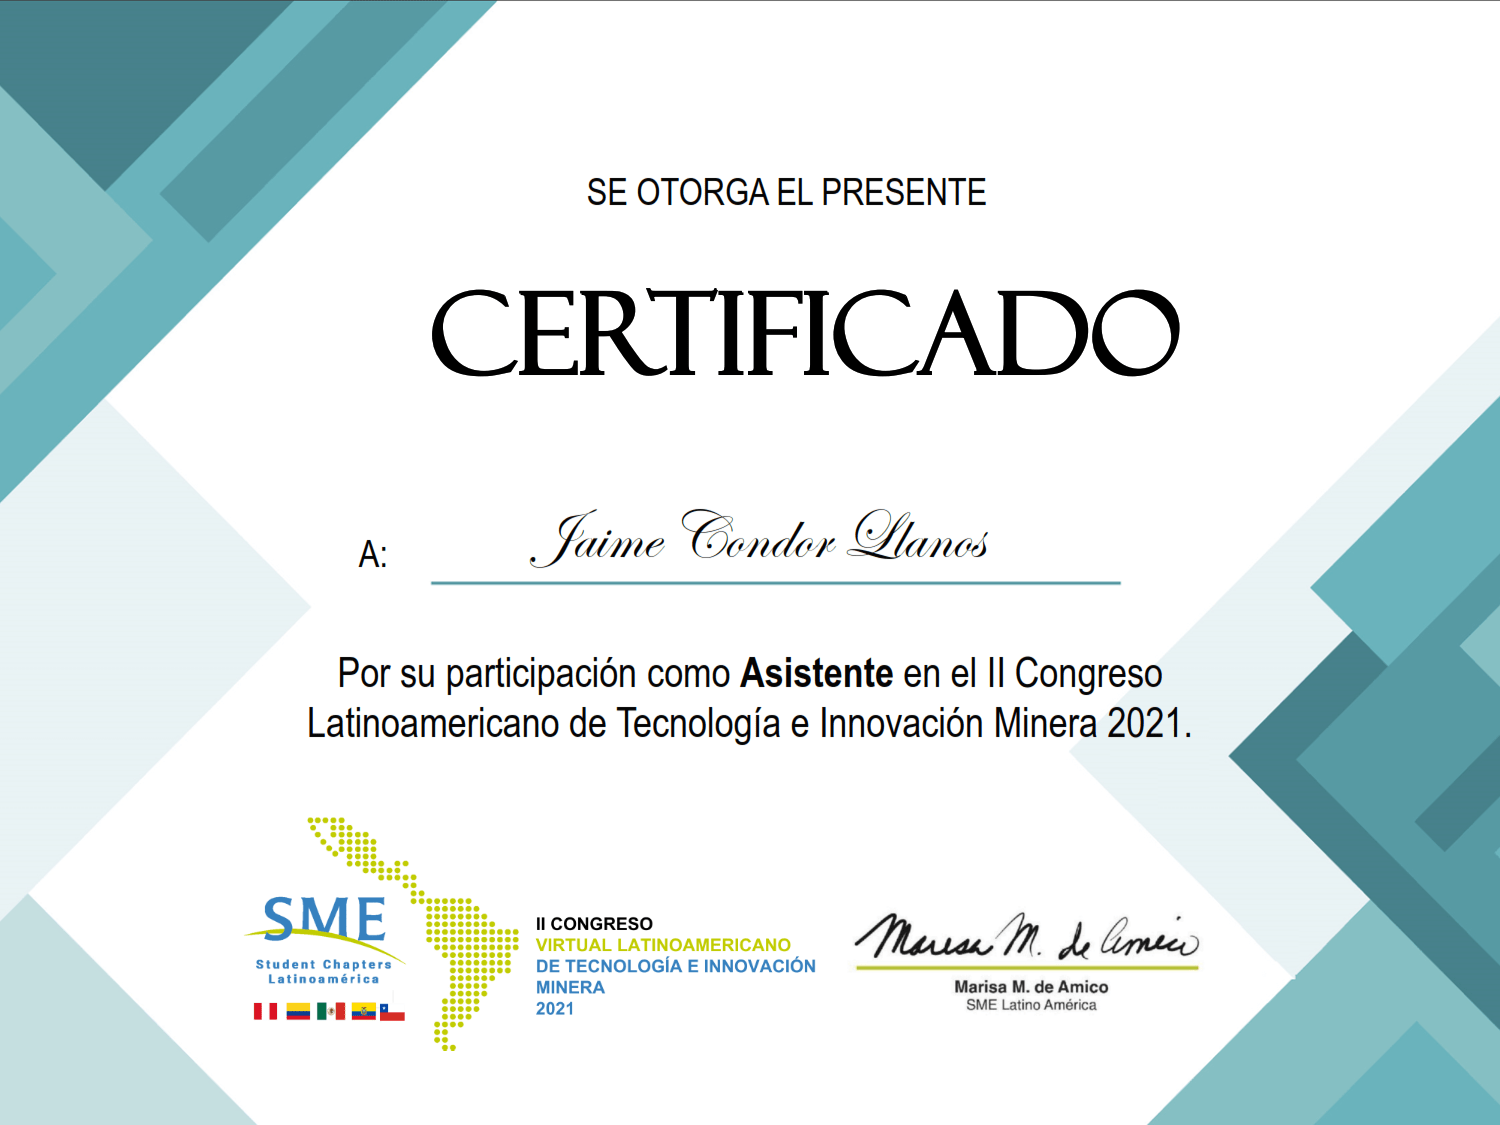 SE OTORGA EL PRESENTE
CERTIFICADO
A: Jaime Condor Llanos
Por su participación como Asistente en el II Congreso
Latinoamericano de Tecnología e Innovación Minera 2021.
SME
Student Chapters
Latinoamérica
II CONGRESO
VIRTUAL LATINOAMERICANO
DE TECNOLOGÍA E INNOVACIÓN
MINERA
2021
Maresa M. de Amico
Marisa M. de Amico
SME Latino América